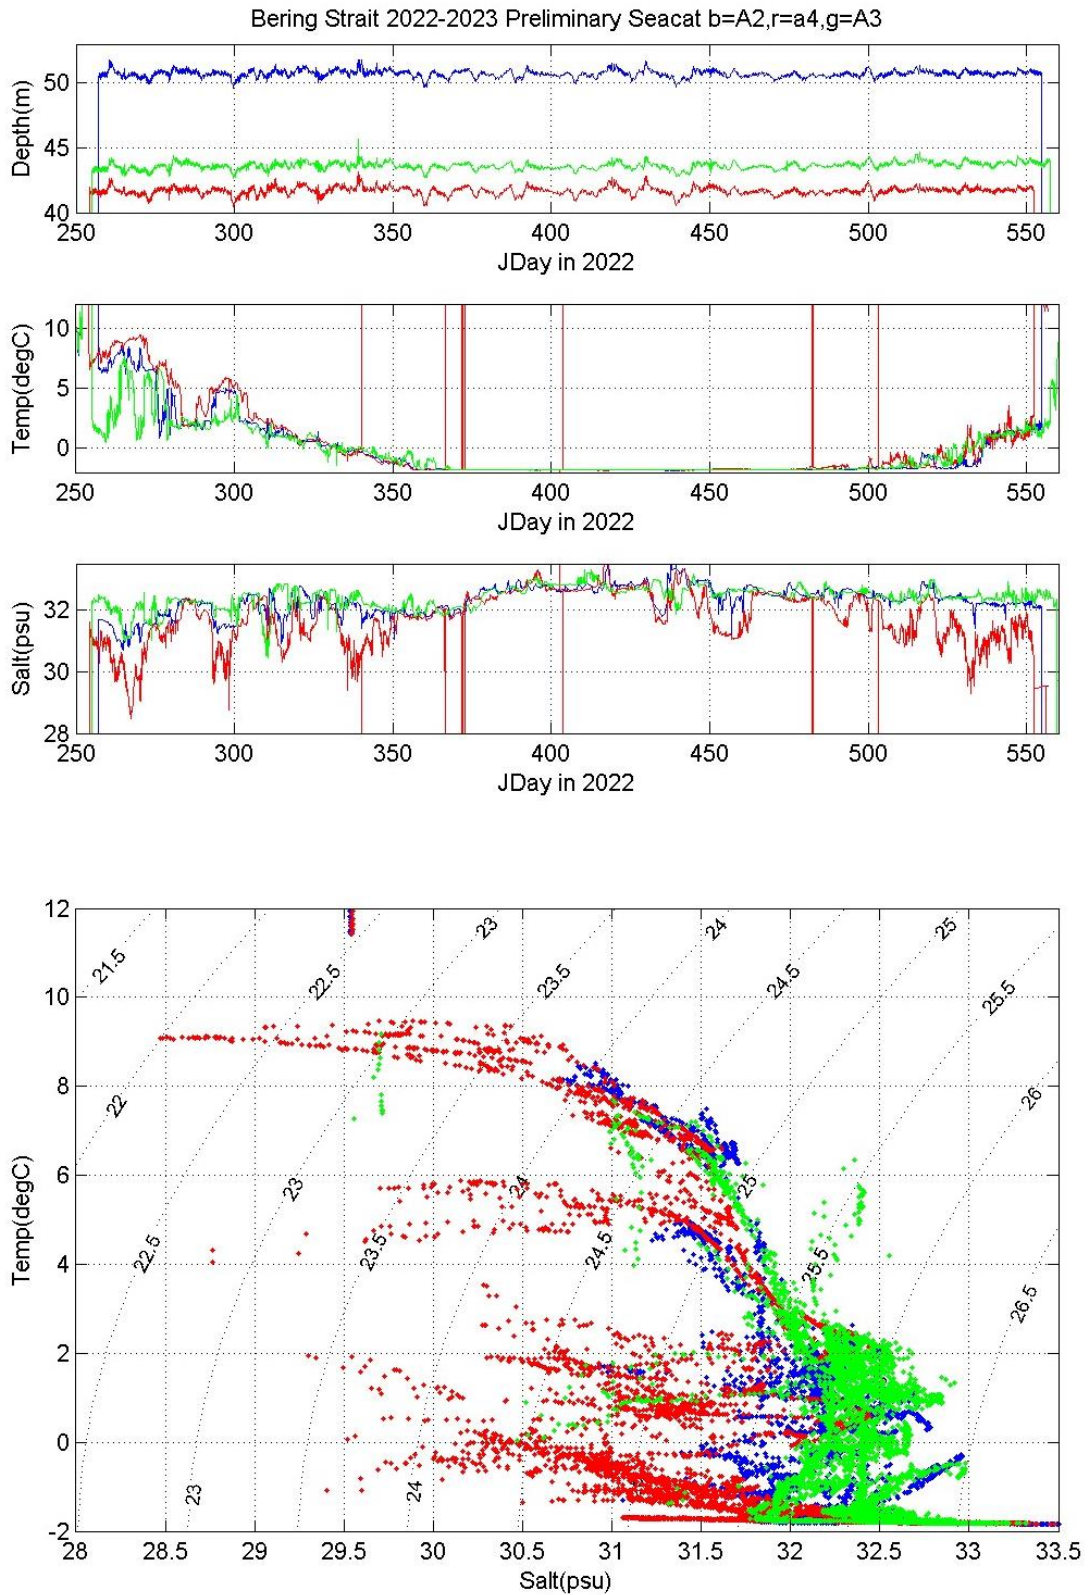 Bering Strait 2022-2023 Preliminary Seacat b=A2,r=a4,g=A3
Depth(m)
50
45
40
250 300 350 400 450 500 550
JDay in 2022
Temp(degC)
10
5
0
250 300 350 400 450 500 550
JDay in 2022
Salt(psu)
32
30
28
250 300 350 400 450 500 550
JDay in 2022
Temp(degC)
12
10
8
6
4
2
0
-2
21.5
22.5
23
23.5
24
24.5
25
25.5
22
26
23
24
25
22.5
23.5
24.5
25.5
26.5
23
24
28 28.5 29 29.5 30 30.5 31 31.5 32 32.5 33 33.5
Salt(psu)